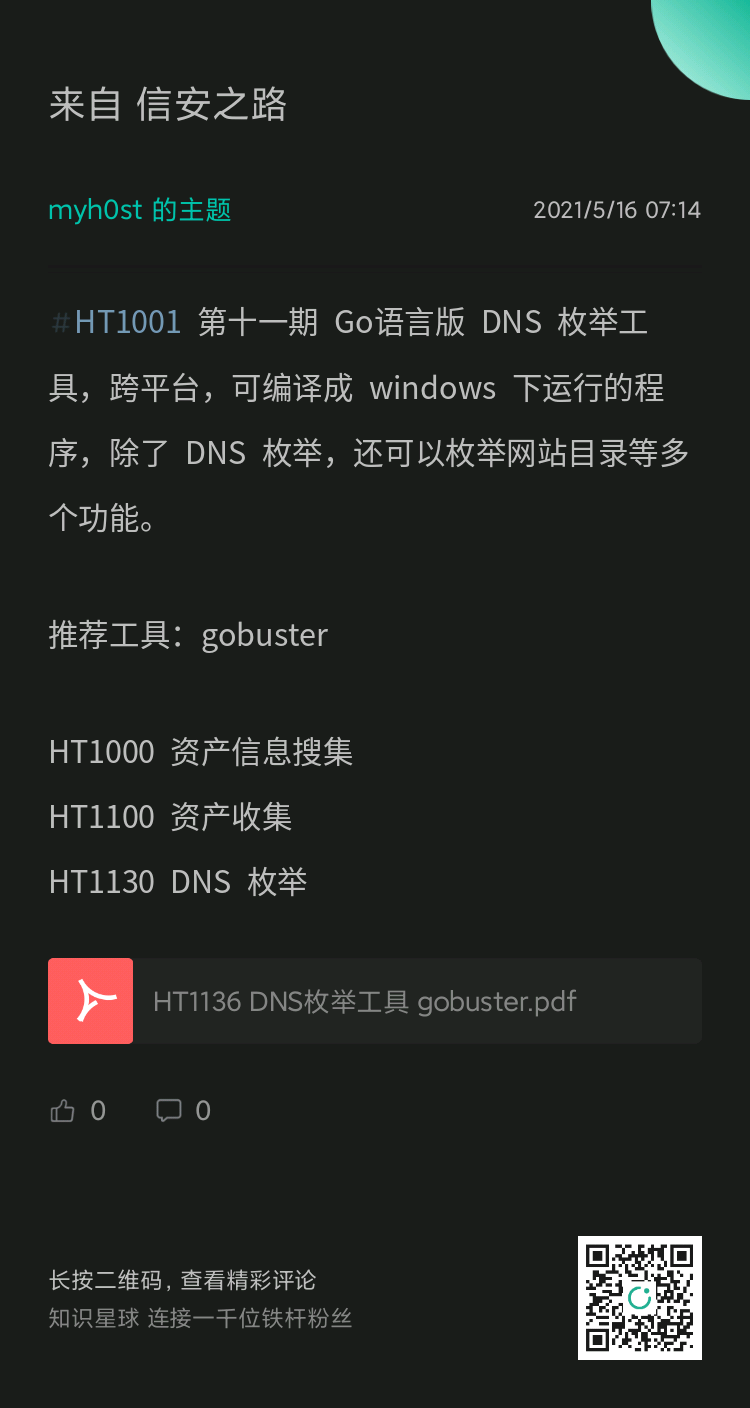 来自 信安之路
myh0st 的主题
2021/5/16 07:14
#HT1001 第十一期 Go语言版 DNS 枚举工
具，跨平台，可编译成 windows 下运行的程
序，除了 DNS 枚举，还可以枚举网站目录等多
个功能。
推荐工具：gobuster
HT1000 资产信息搜集
HT1100 资产收集
HT1130 DNS 枚举
HT1136 DNS枚举工具 gobuster.pdf
0 0
长按二维码，查看精彩评论
知识星球 连接一千位铁杆粉丝